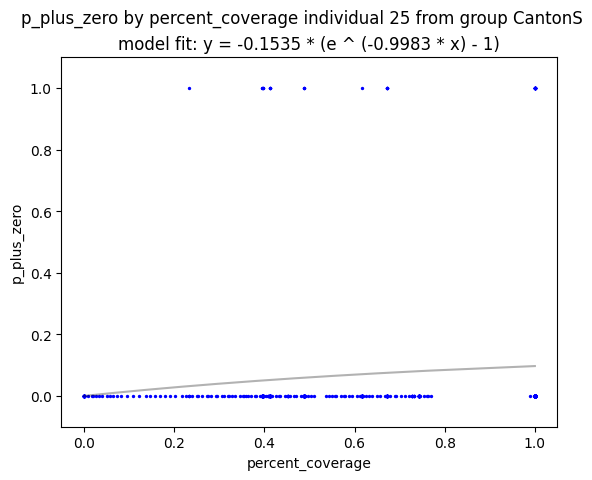 p_plus_zero by percent_coverage individual 25 from group CantonS
model fit: y = -0.1535 * (e ^ (-0.9983 * x) - 1)
1.0
0.8
0.6
0.4
0.2
0.0
p_plus_zero
0.0 0.2 0.4 0.6 0.8 1.0
percent_coverage